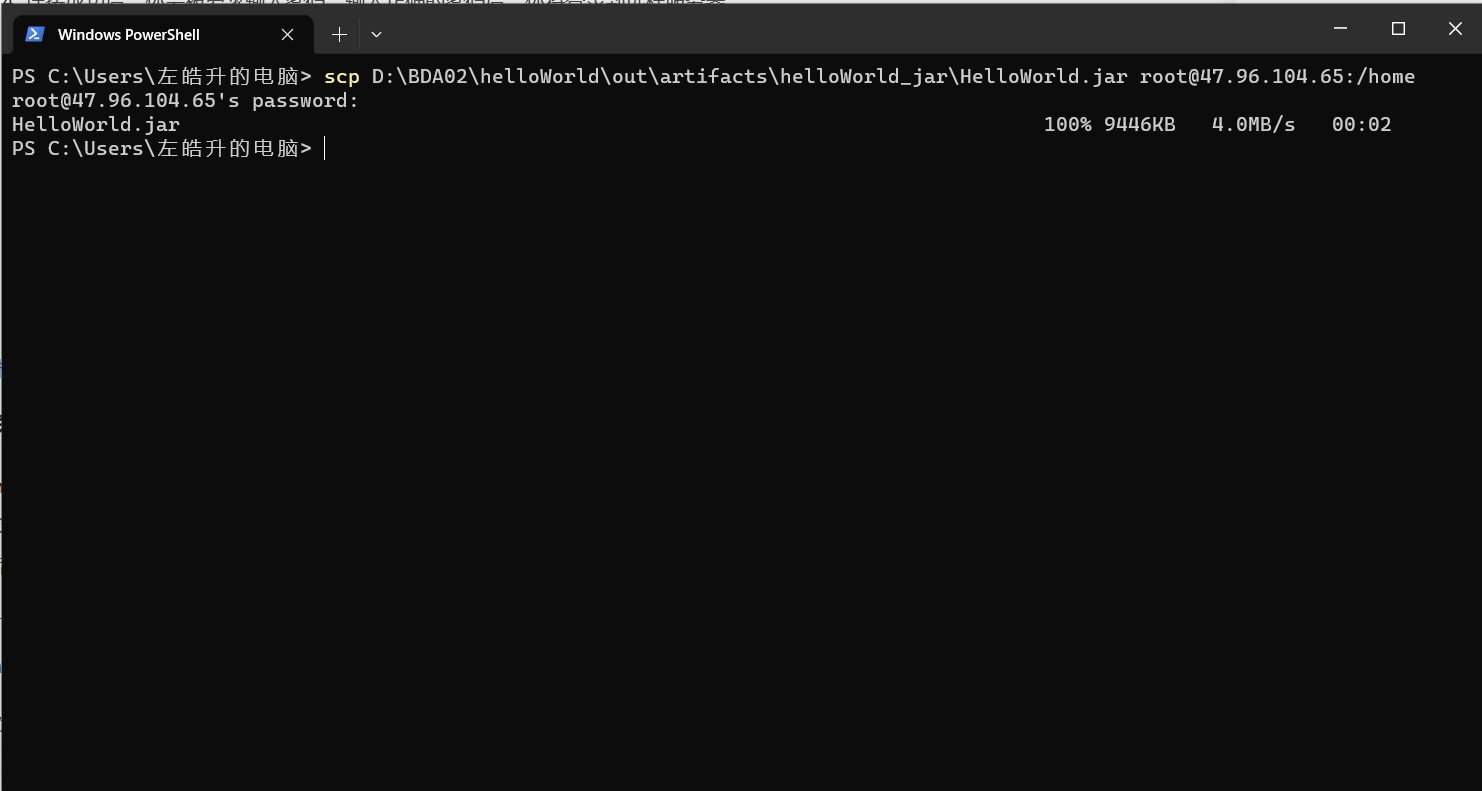 Windows PowerShell
PS C:\Users\左皓升的电脑> scp D:\BDA02\helloWorld\out\artifacts\helloWorld_jar\HelloWorld.jar root@47.96.104.65:/home
root@47.96.104.65's password:
HelloWorld.jar 100% 9446KB 4.0MB/s 00:02
PS C:\Users\左皓升的电脑>